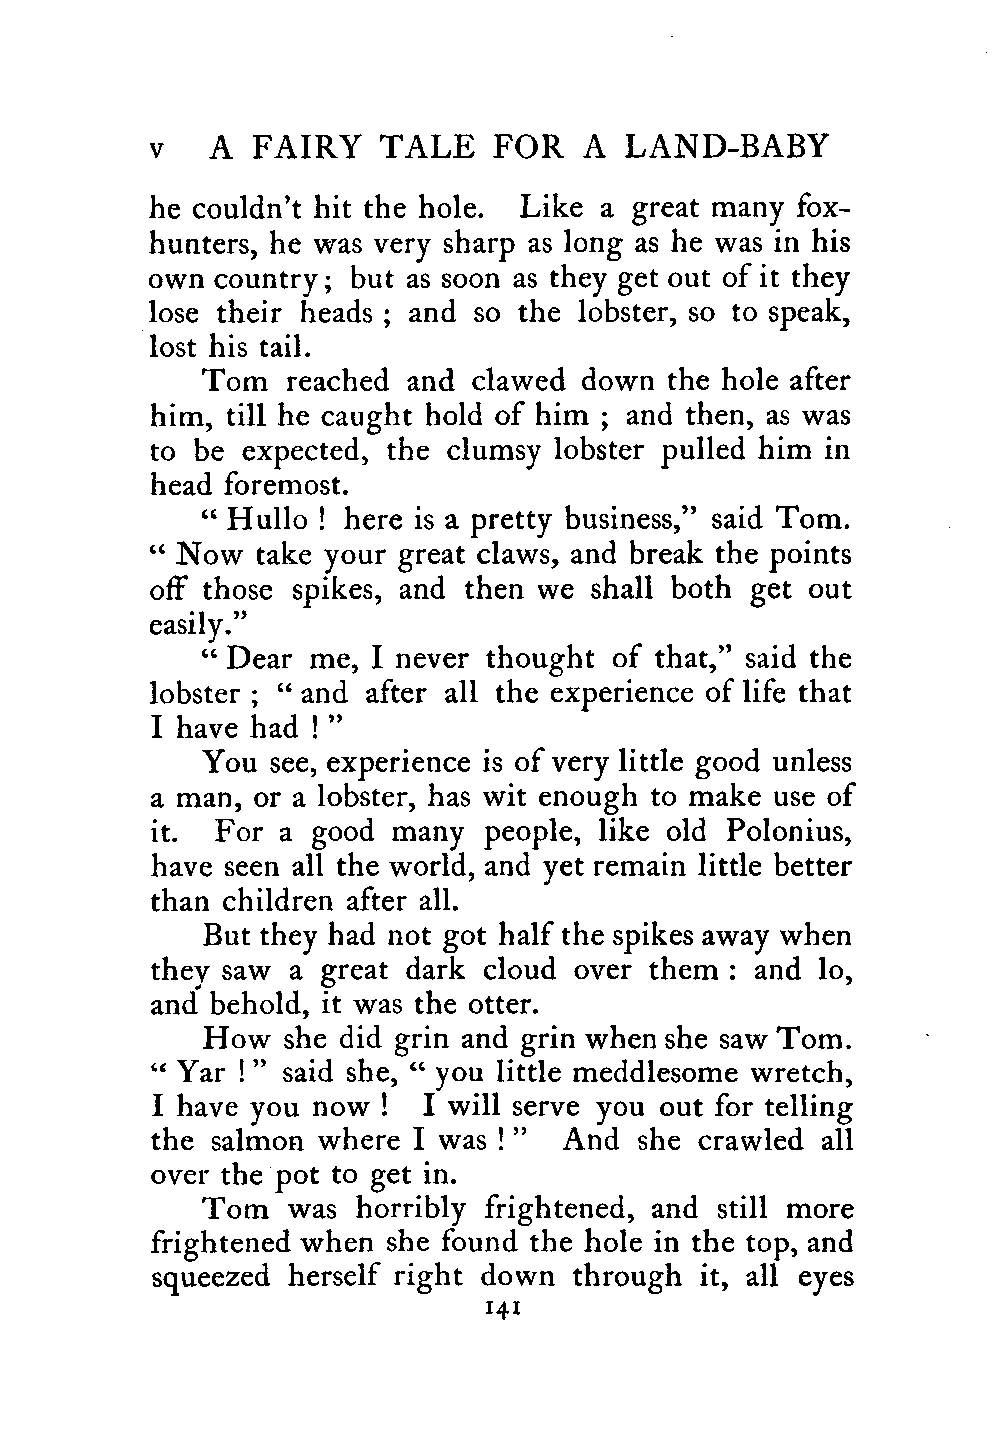 v A FAIRY TALE FOR A LAND-BABY
he couldn't hit the hole. Like a great many fox-
hunters, he was very sharp as long as he was in his
own country; but as soon as they get out of it they
lose their heads ; and so the lobster, so to speak,
lost his tail.
Tom reached and clawed down the hole after
him, till he caught hold of him ; and then, as was
to be expected, the clumsy lobster pulled him in
head foremost.
“ Hullo ! here is a pretty business,” said Tom.
“ Now take your great claws, and break the points
off those spikes, and then we shall both get out
easily.”
“ Dear me, I never thought of that,” said the
lobster ; “ and after all the experience of life that
I have had ! ”
You see, experience is of very little good unless
a man, or a lobster, has wit enough to make use of
it. For a good many people, like old Polonius,
have seen all the world, and yet remain little better
than children after all.
But they had not got half the spikes away when
they saw a great dark cloud over them : and lo,
and behold, it was the otter.
How she did grin and grin when she saw Tom.
“ Yar ! ” said she, “ you little meddlesome wretch,
I have you now ! I will serve you out for telling
the salmon where I was ! ” And she crawled all
over the pot to get in.
Tom was horribly frightened, and still more
frightened when she found the hole in the top, and
squeezed herself right down through it, all eyes
141